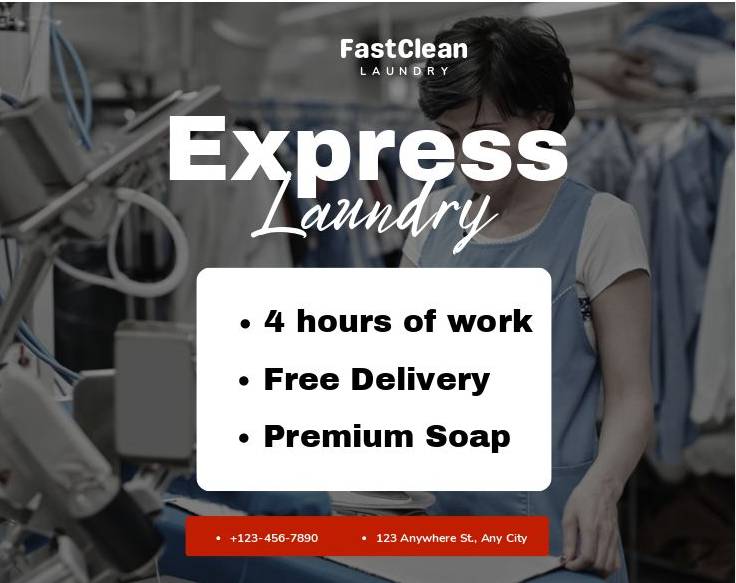 FastClean
LAUNDRY
Express
Laundry
• 4 hours of work
• Free Delivery
• Premium Soap
• +123-456-7890 • 123 Anywhere St., Any City